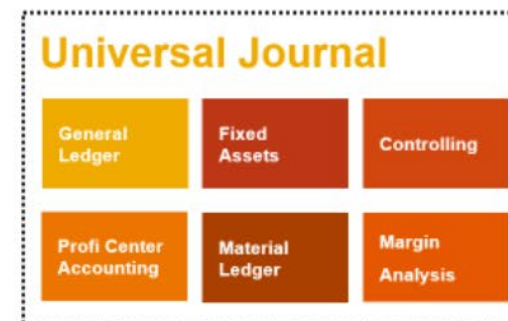 Universal Journal
General
Ledger
Fixed
Assets
Controlling
Profi Center
Accounting
Material
Ledger
Margin
Analysis